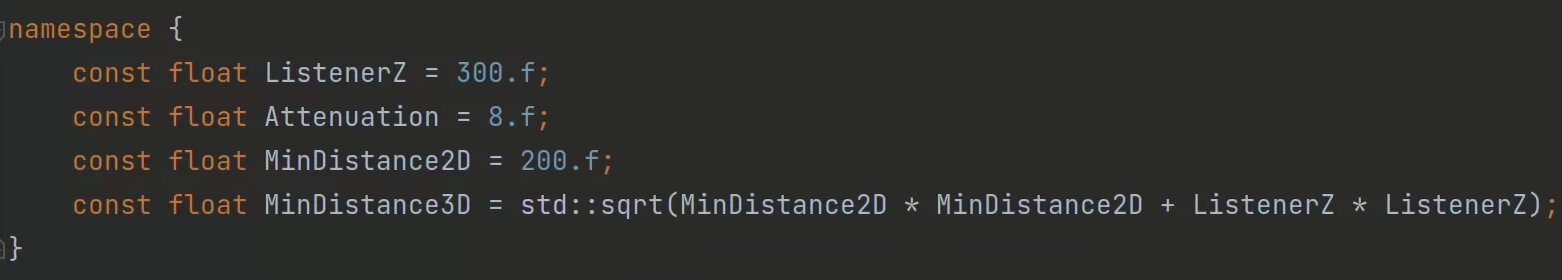 namespace {
    const float ListenerZ = 300.f;
    const float Attenuation = 8.f;
    const float MinDistance2D = 200.f;
    const float MinDistance3D = std::sqrt(MinDistance2D * MinDistance2D + ListenerZ * ListenerZ);
}